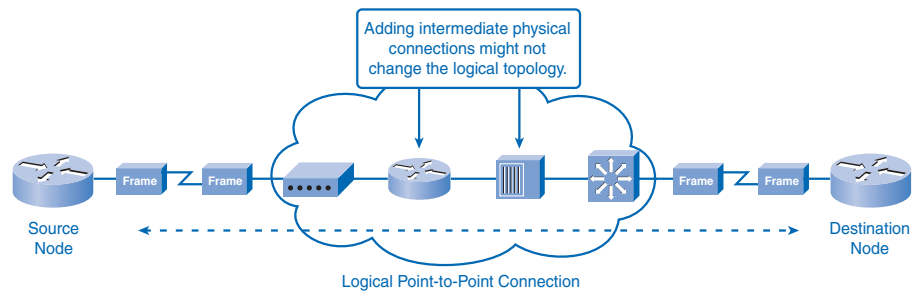 Adding intermediate physical
connections might not
change the logical topology.
Frame
Frame
Frame
Frame
Source
Node
Destination
Node
Logical Point-to-Point Connection